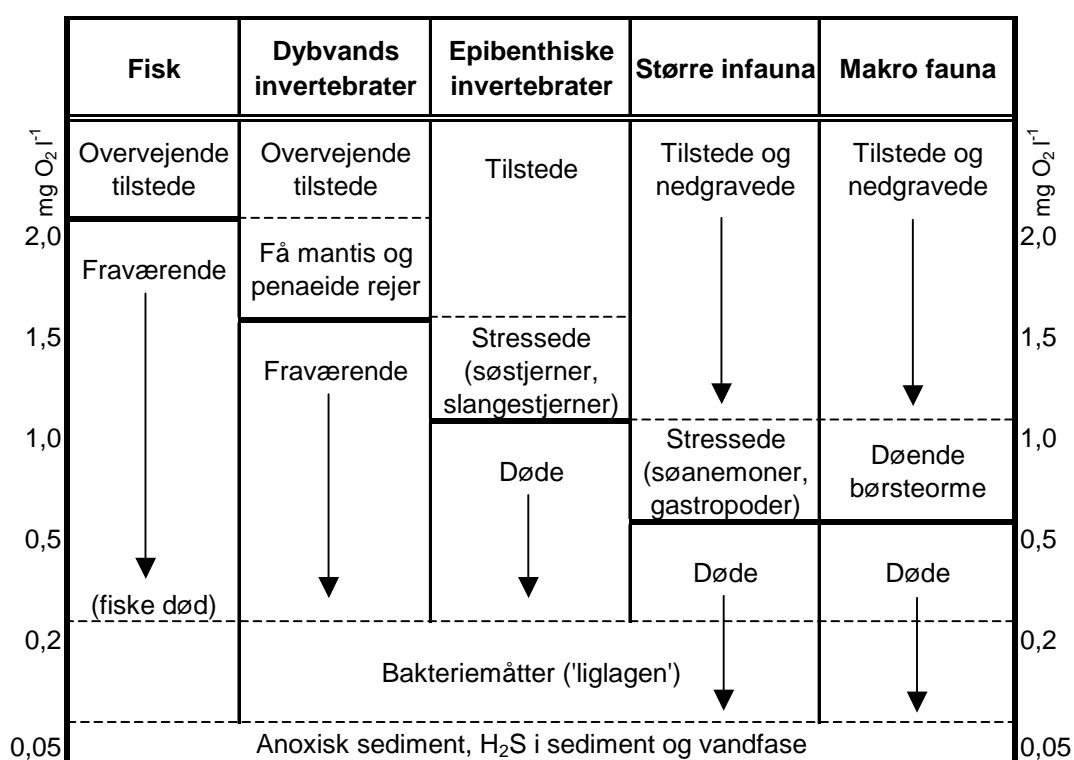 Fisk
Dybvands
invertebrater
Epibenthiske
invertebrater
Større infauna
Makro fauna
mg O₂ l⁻¹
mg O₂ l⁻¹
Overvejende
tilstede
Overvejende
tilstede
Tilstede
Tilstede og
nedgravede
Tilstede og
nedgravede
2,0
2,0
Fraværende
Få mantis og
penaeide rejer
1,5
1,5
Fraværende
Stressede
(søstjerner,
slangestjerner)
1,0
1,0
Døde
Stressede
(søanemoner,
gastropoder)
Døende
børsteorme
0,5
0,5
(fiske død)
Døde
Døde
0,2
0,2
Bakteriemåtter ('liglagen')
0,05
0,05
Anoxisk sediment, H₂S i sediment og vandfase